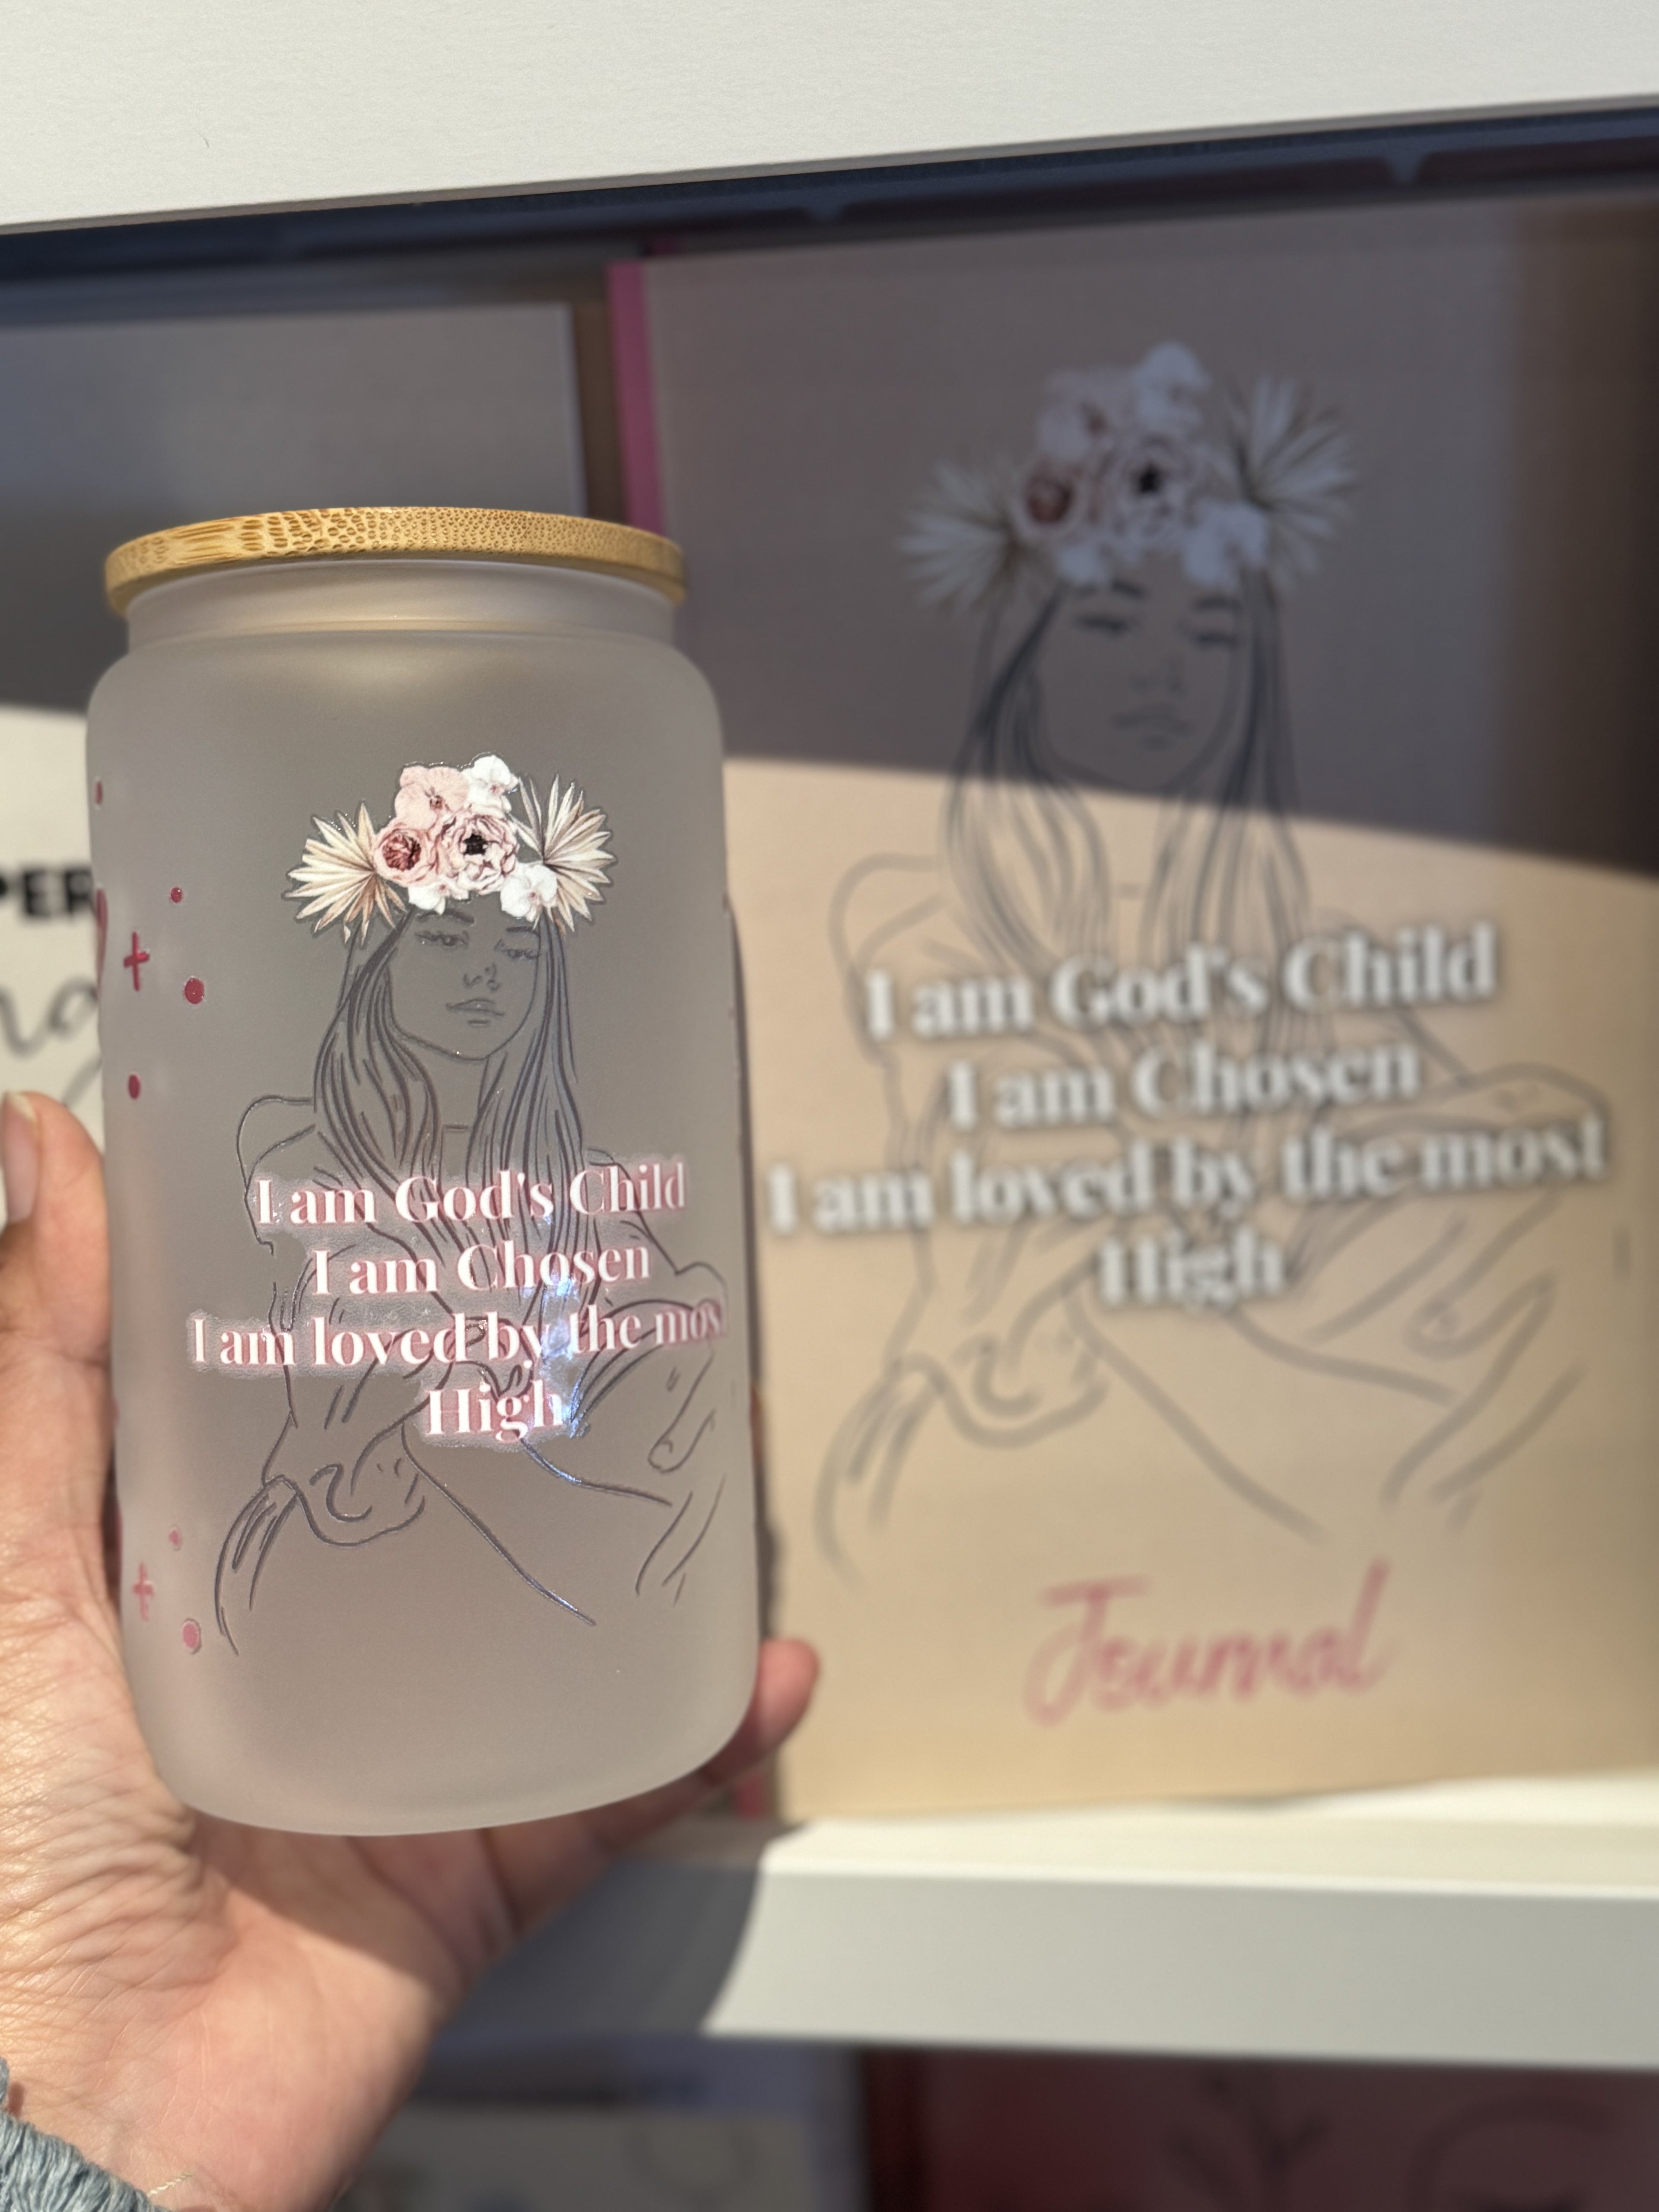 I am God's Child
I am Chosen
I am loved by the most
High
I am God's Child
I am Chosen
I am loved by the most
High
Journal
PER